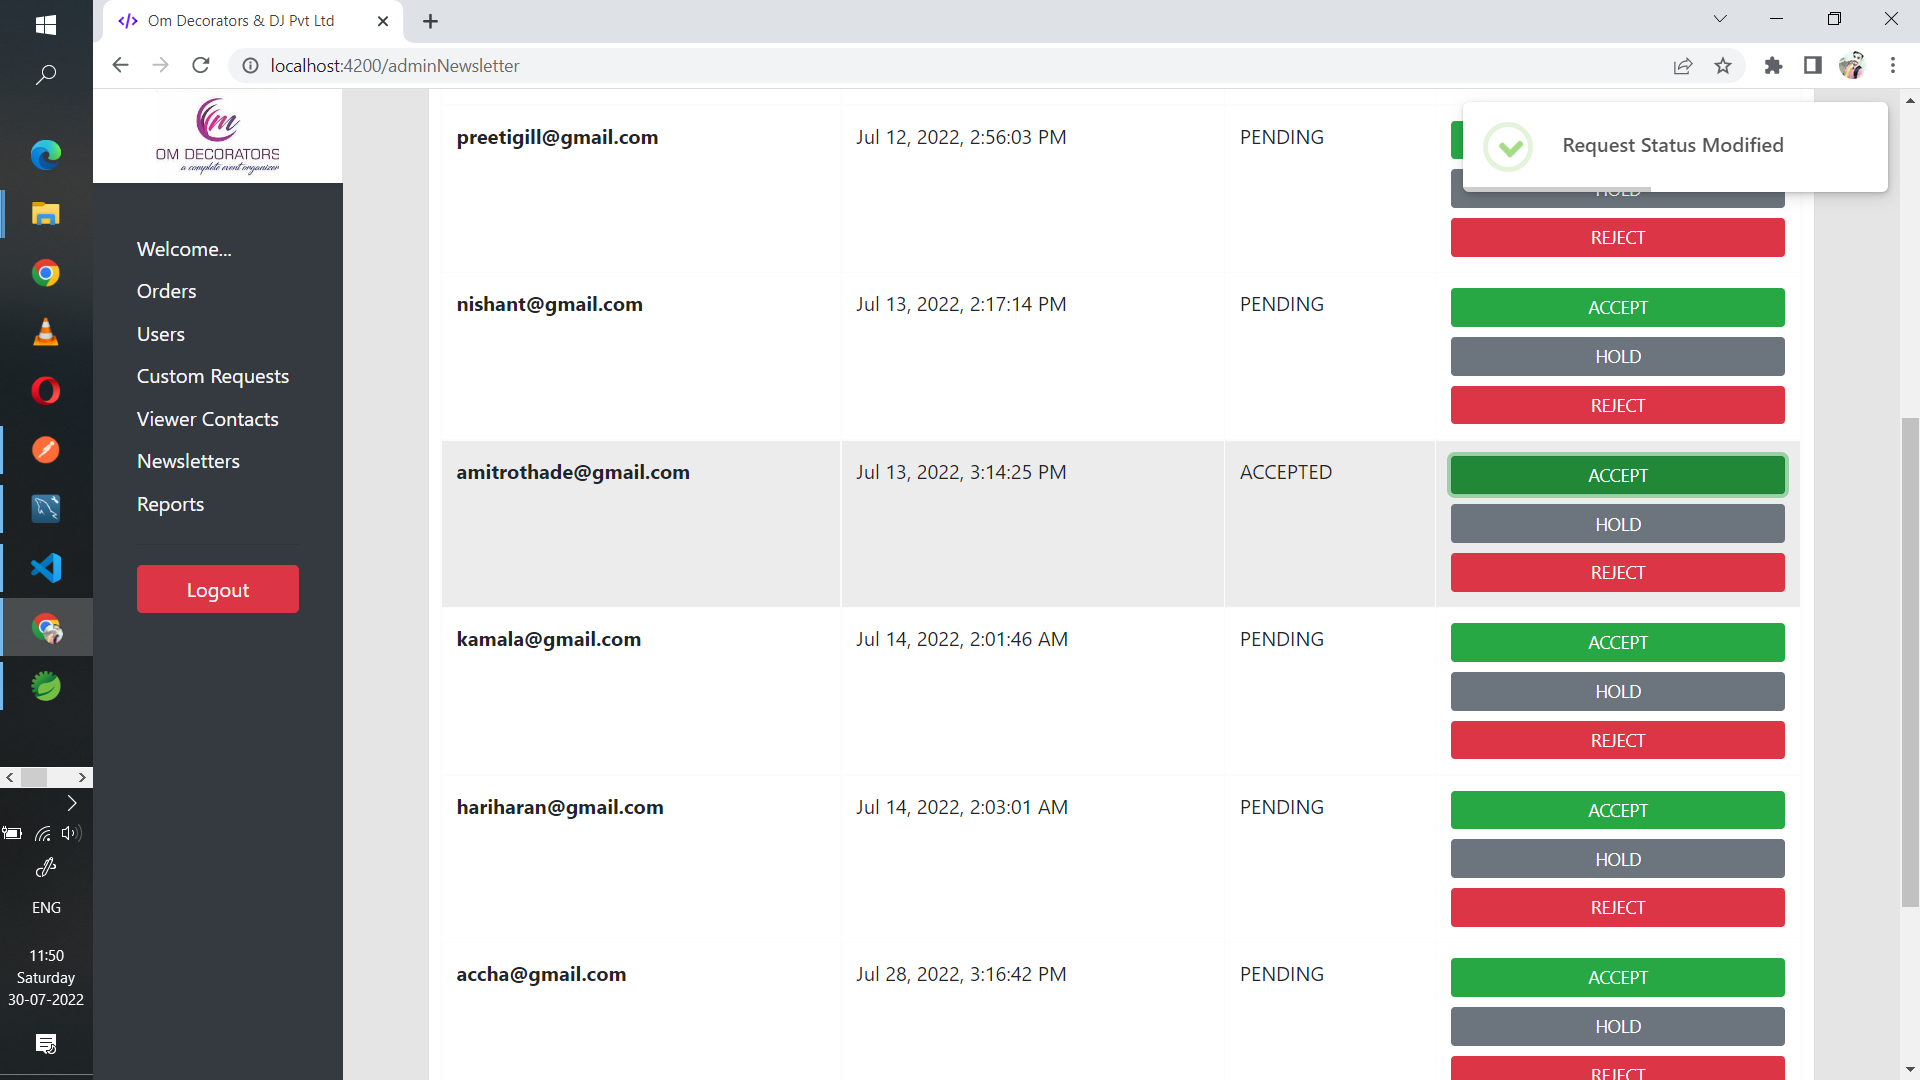 Om Decorators & DJ Pvt Ltd
localhost:4200/adminNewsletter
OM DECORATORS
a complete event organizer
Welcome...
Orders
Users
Custom Requests
Viewer Contacts
Newsletters
Reports
Logout
Request Status Modified
preetigill@gmail.com Jul 12, 2022, 2:56:03 PM PENDING
HOLD
REJECT
nishant@gmail.com Jul 13, 2022, 2:17:14 PM PENDING ACCEPT
HOLD
REJECT
amitrothade@gmail.com Jul 13, 2022, 3:14:25 PM ACCEPTED ACCEPT
HOLD
REJECT
kamala@gmail.com Jul 14, 2022, 2:01:46 AM PENDING ACCEPT
HOLD
REJECT
hariharan@gmail.com Jul 14, 2022, 2:03:01 AM PENDING ACCEPT
HOLD
REJECT
accha@gmail.com Jul 28, 2022, 3:16:42 PM PENDING ACCEPT
HOLD
REJECT
ENG
11:50
Saturday
30-07-2022